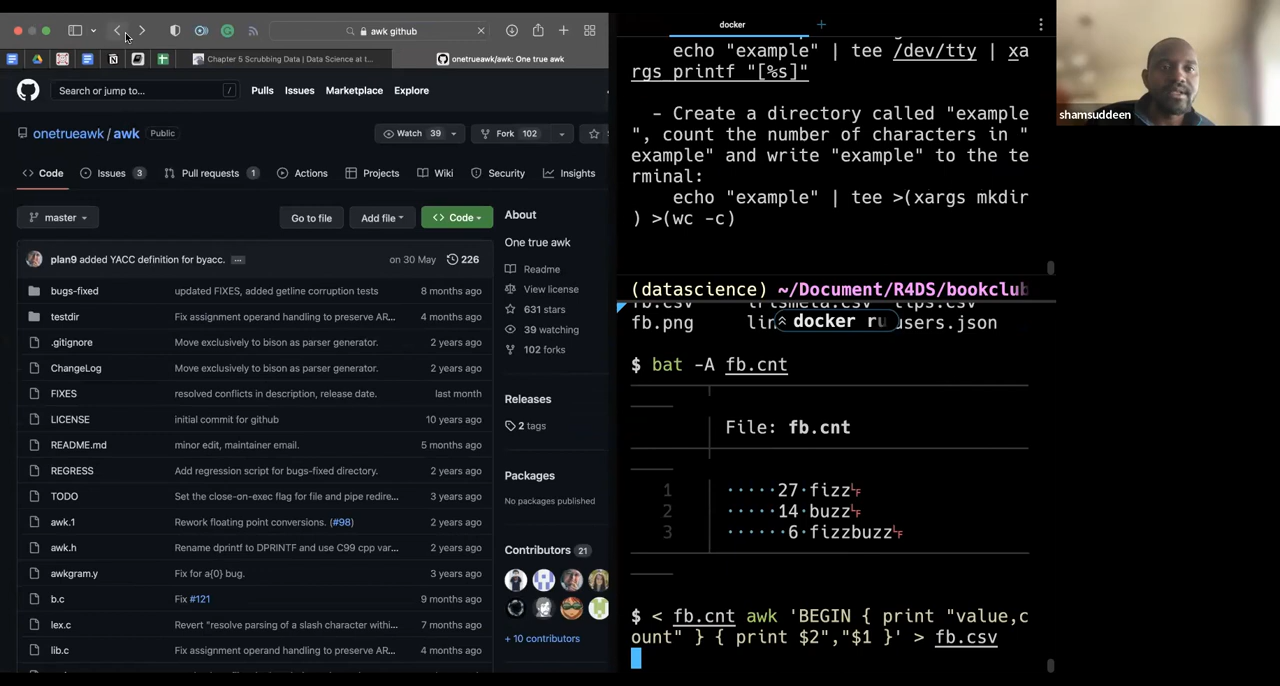 awk github
Chapter 5 Scrubbing Data | Data Science at t...
onetrueawk/awk: One true awk
Search or jump to...
/
Pulls
Issues
Marketplace
Explore
onetrueawk / awk
Public
Watch 39
Fork 102
<> Code
Issues 3
Pull requests 1
Actions
Projects
Wiki
Security
Insights
master
Go to file
Add file
<> Code
plan9 added YACC definition for byacc. ...
on 30 May
226
bugs-fixed updated FIXES, added getline corruption tests 8 months ago
testdir Fix assignment operand handling to preserve AR... 4 months ago
.gitignore Move exclusively to bison as parser generator. 2 years ago
ChangeLog Move exclusively to bison as parser generator. 2 years ago
FIXES resolved conflicts in description, release date. last month
LICENSE initial commit for github 10 years ago
README.md minor edit, maintainer email. 5 months ago
REGRESS Add regression script for bugs-fixed directory. 2 years ago
TODO Set the close-on-exec flag for file and pipe redire... 3 years ago
awk.1 Rework floating point conversions. (#98) 2 years ago
awk.h Rename dprintf to DPRINTF and use C99 cpp var... 2 years ago
awkgram.y Fix for a{0} bug. 3 years ago
b.c Fix #121 9 months ago
lex.c Revert "resolve parsing of a slash character within... 7 months ago
lib.c Fix assignment operand handling to preserve AR... 4 months ago
About
One true awk
Readme
View license
631 stars
39 watching
102 forks
Releases
2 tags
Packages
No packages published
Contributors 21
+ 10 contributors
docker
+
echo "example" | tee /dev/tty | xa
rgs printf "[%s]"
- Create a directory called "example
", count the number of characters in "
example" and write "example" to the te
rminal:
echo "example" | tee >(xargs mkdir
) >(wc -c)
(datascience) ~/Document/R4DS/bookclub
fb.png users.json
docker ru
$ bat -A fb.cnt
File: fb.cnt
1 ·····27·fizz␊
2 ·····14·buzz␊
3 ······6·fizzbuzz␊
$ < fb.cnt awk 'BEGIN { print "value,c
ount" } { print $2","$1 }' > fb.csv
shamsuddeen